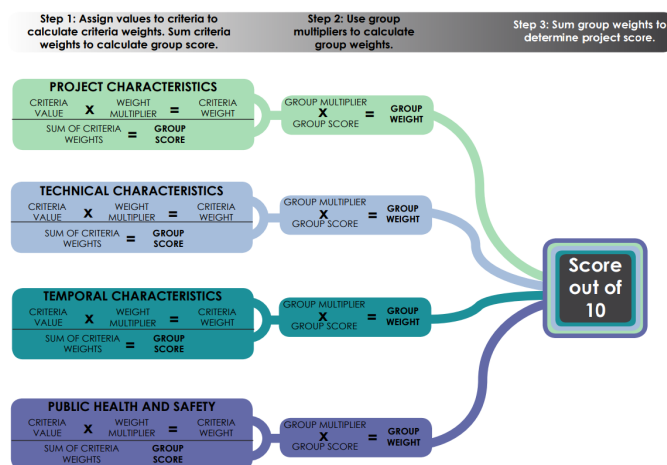 Step 1: Assign values to criteria to
calculate criteria weights. Sum criteria
weights to calculate group score.
Step 2: Use group
multipliers to calculate
group weights.
Step 3: Sum group weights to
determine project score.
PROJECT CHARACTERISTICS
CRITERIA VALUE X WEIGHT MULTIPLIER = CRITERIA WEIGHT
SUM OF CRITERIA WEIGHTS = GROUP SCORE
GROUP MULTIPLIER
X = GROUP WEIGHT
GROUP SCORE
TECHNICAL CHARACTERISTICS
CRITERIA VALUE X WEIGHT MULTIPLIER = CRITERIA WEIGHT
SUM OF CRITERIA WEIGHTS = GROUP SCORE
GROUP MULTIPLIER
X = GROUP WEIGHT
GROUP SCORE
TEMPORAL CHARACTERISTICS
CRITERIA VALUE X WEIGHT MULTIPLIER = CRITERIA WEIGHT
SUM OF CRITERIA WEIGHTS = GROUP SCORE
GROUP MULTIPLIER
X = GROUP WEIGHT
GROUP SCORE
PUBLIC HEALTH AND SAFETY
CRITERIA VALUE X WEIGHT MULTIPLIER = CRITERIA WEIGHT
SUM OF CRITERIA WEIGHTS GROUP SCORE
GROUP MULTIPLIER
X = GROUP WEIGHT
GROUP SCORE
Score
out of
10